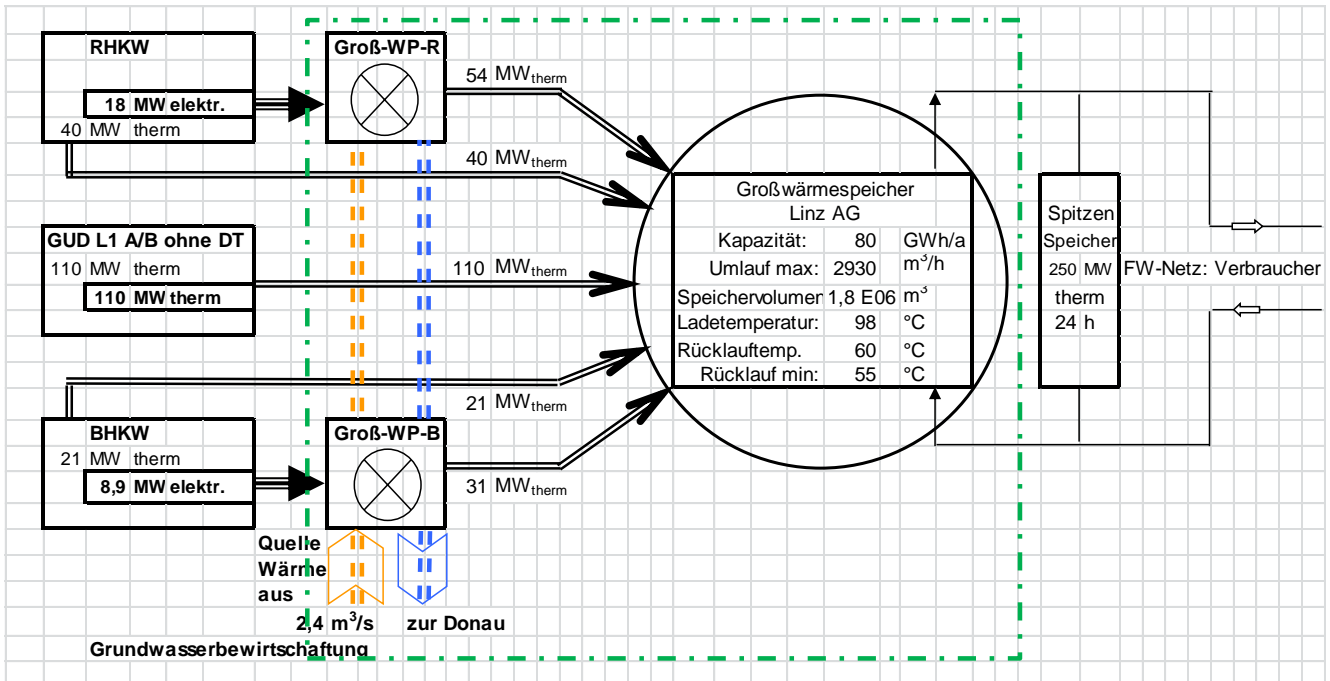 RHKW
18 MW elektr.
40 MW therm
Groß-WP-R
54 MWtherm
40 MWtherm
GUD L1 A/B ohne DT
110 MW therm
110 MW therm
110 MWtherm
Großwärmespeicher
Linz AG
Kapazität: 80 GWh/a
Umlauf max: 2930 m³/h
Speichervolumen 1,8 E06 m³
Ladetemperatur: 98 °C
Rücklauftemp. 60 °C
Rücklauf min: 55 °C
Spitzen
Speicher
250 MW
therm
24 h
FW-Netz: Verbraucher
21 MWtherm
BHKW
21 MW therm
8,9 MW elektr.
Groß-WP-B
31 MWtherm
Quelle
Wärme
aus
2,4 m³/s zur Donau
Grundwasserbewirtschaftung